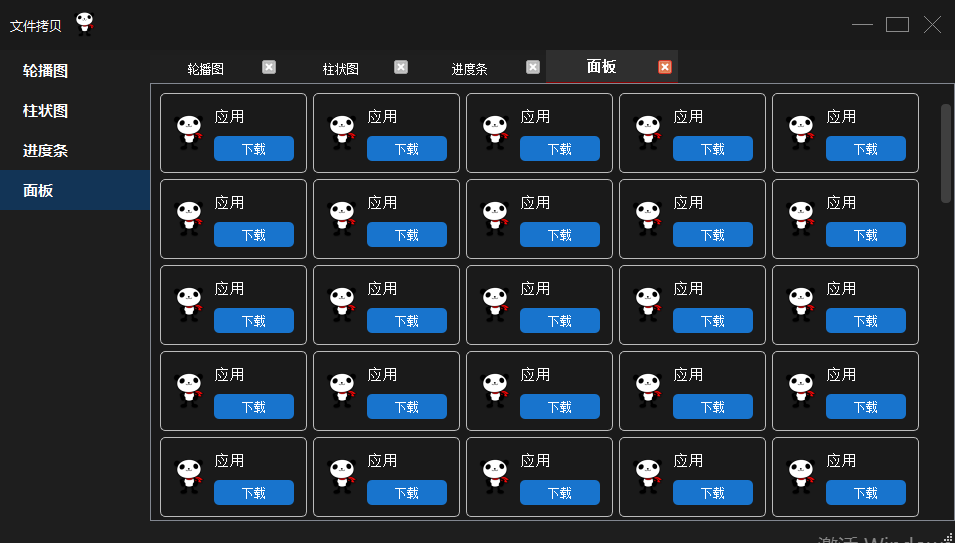 文件拷贝
轮播图
柱状图
进度条
面板
轮播图 柱状图 进度条 面板
应用 应用 应用 应用 应用
下载 下载 下载 下载 下载
应用 应用 应用 应用 应用
下载 下载 下载 下载 下载
应用 应用 应用 应用 应用
下载 下载 下载 下载 下载
应用 应用 应用 应用 应用
下载 下载 下载 下载 下载
应用 应用 应用 应用 应用
下载 下载 下载 下载 下载
激活 Window